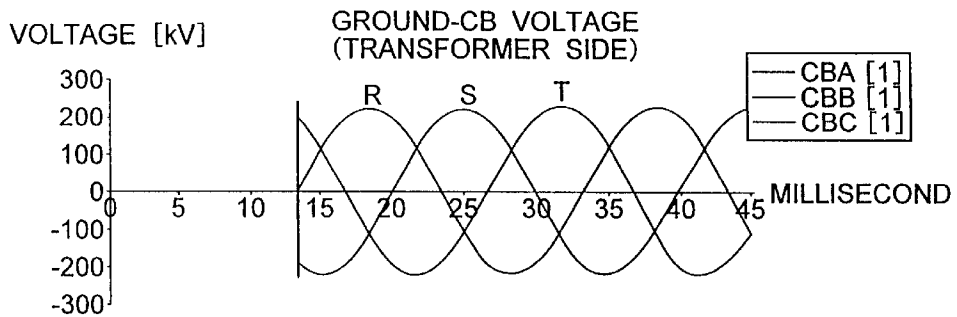 GROUND-CB VOLTAGE
(TRANSFORMER SIDE)
VOLTAGE [kV]
300
200
100
0
-100
-200
-300
R S T
CBA [1]
CBB [1]
CBC [1]
0 5 10 15 20 25 30 35 40 45
MILLISECOND